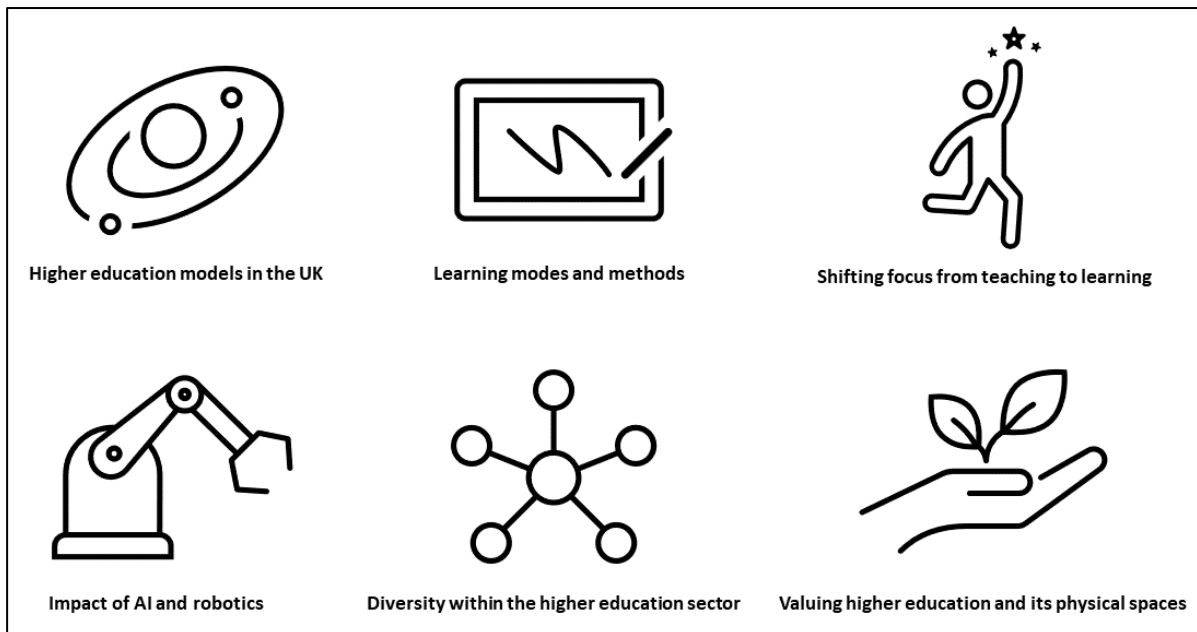 Higher education models in the UK
Learning modes and methods
Shifting focus from teaching to learning
Impact of AI and robotics
Diversity within the higher education sector
Valuing higher education and its physical spaces